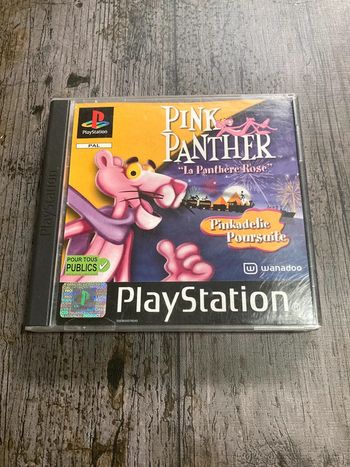 PlayStation
PAL
PINK
PANTHER
"La Panthère Rose"
Pinkadelic
Poursuite
wanadoo
POUR TOUS
PUBLICS
PlayStation
PlayStation